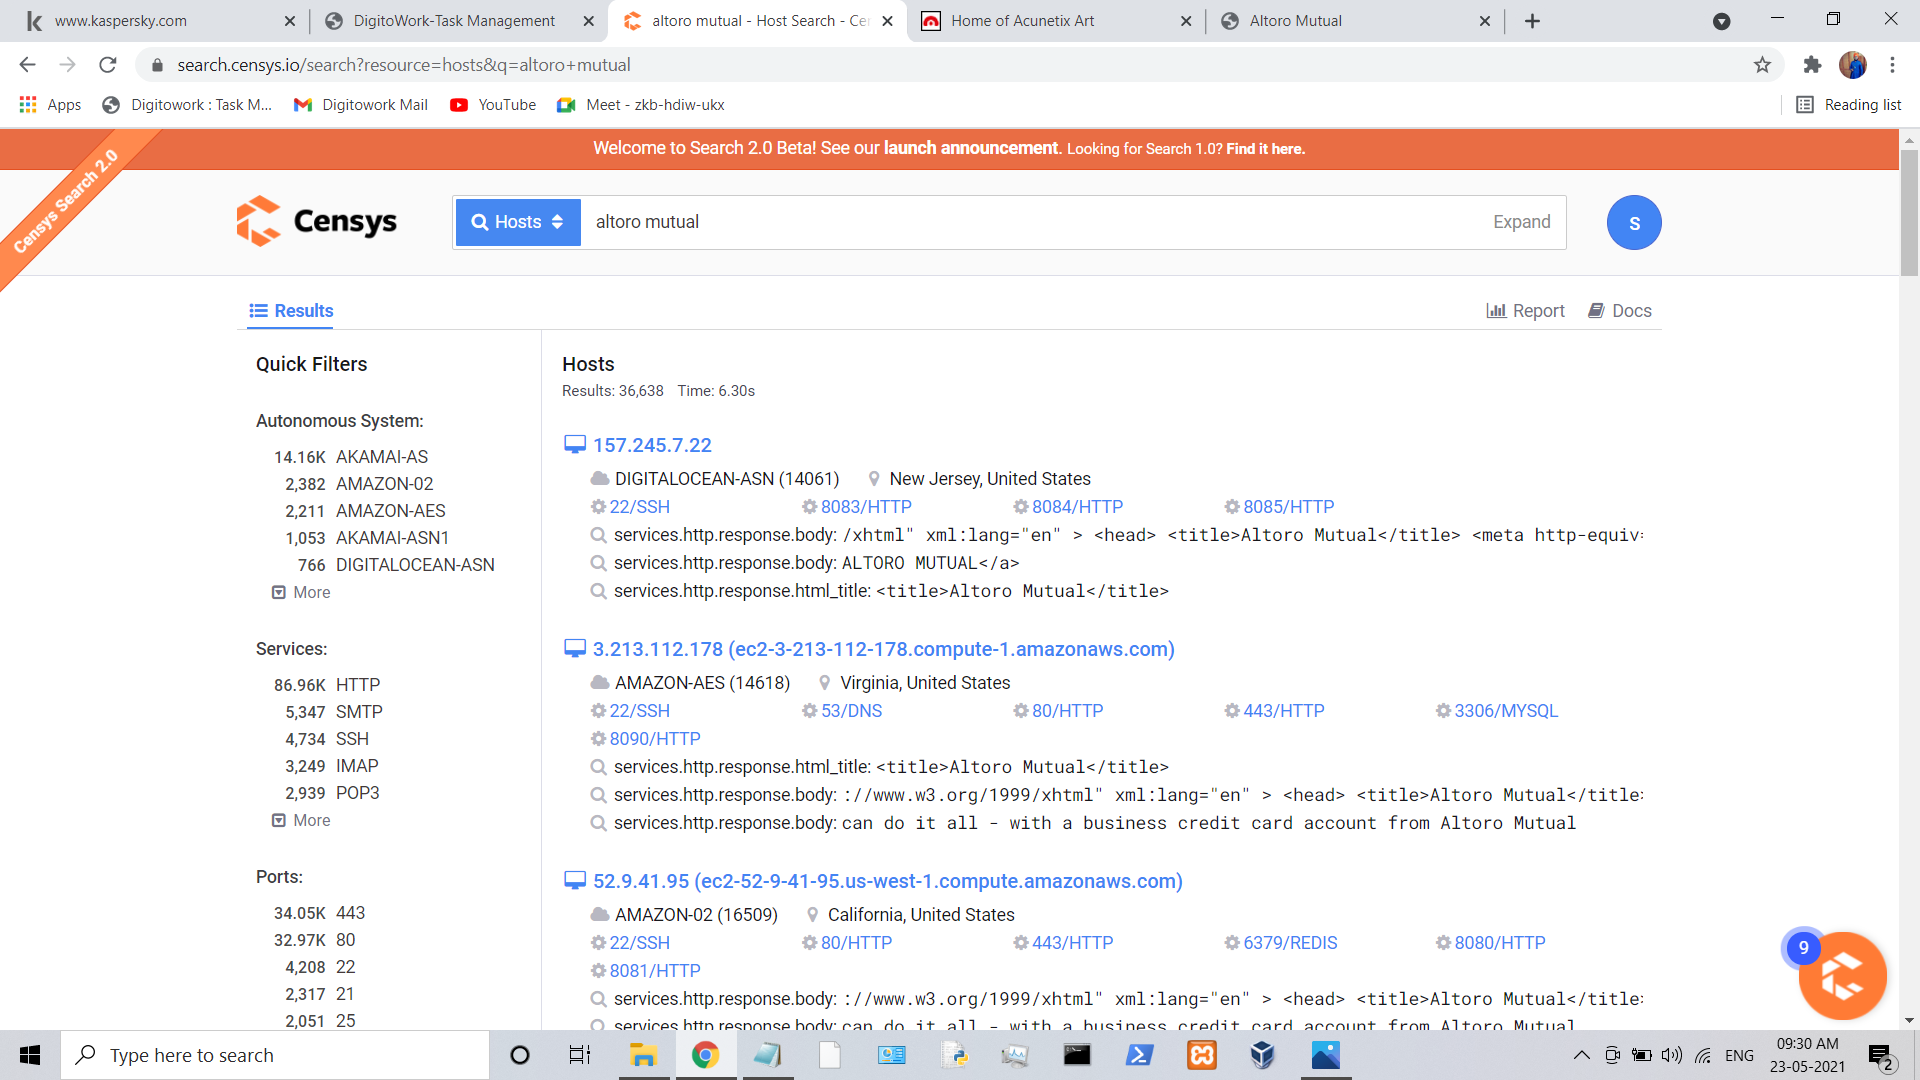 www.kaspersky.com
DigitoWork-Task Management
altoro mutual - Host Search - Ce
Home of Acunetix Art
Altoro Mutual
search.censys.io/search?resource=hosts&q=altoro+mutual
Apps
Digitowork : Task M...
Digitowork Mail
YouTube
Meet - zkb-hdiw-ukx
Reading list
Welcome to Search 2.0 Beta! See our launch announcement. Looking for Search 1.0? Find it here.
Censys Search 2.0
Censys
Hosts
altoro mutual
Expand
S
Results
Report
Docs
Quick Filters
Autonomous System:
14.16K AKAMAI-AS
2,382 AMAZON-02
2,211 AMAZON-AES
1,053 AKAMAI-ASN1
766 DIGITALOCEAN-ASN
More
Services:
86.96K HTTP
5,347 SMTP
4,734 SSH
3,249 IMAP
2,939 POP3
More
Ports:
34.05K 443
32.97K 80
4,208 22
2,317 21
2,051 25
Hosts
Results: 36,638 Time: 6.30s
157.245.7.22
DIGITALOCEAN-ASN (14061) New Jersey, United States
22/SSH 8083/HTTP 8084/HTTP 8085/HTTP
services.http.response.body: /xhtml" xml:lang="en" > <head> <title>Altoro Mutual</title> <meta http-equiv=
services.http.response.body: ALTORO MUTUAL</a>
services.http.response.html_title: <title>Altoro Mutual</title>
3.213.112.178 (ec2-3-213-112-178.compute-1.amazonaws.com)
AMAZON-AES (14618) Virginia, United States
22/SSH 53/DNS 80/HTTP 443/HTTP 3306/MYSQL
8090/HTTP
services.http.response.html_title: <title>Altoro Mutual</title>
services.http.response.body: ://www.w3.org/1999/xhtml" xml:lang="en" > <head> <title>Altoro Mutual</title>
services.http.response.body: can do it all - with a business credit card account from Altoro Mutual
52.9.41.95 (ec2-52-9-41-95.us-west-1.compute.amazonaws.com)
AMAZON-02 (16509) California, United States
22/SSH 80/HTTP 443/HTTP 6379/REDIS 8080/HTTP
8081/HTTP
services.http.response.body: ://www.w3.org/1999/xhtml" xml:lang="en" > <head> <title>Altoro Mutual</title>
services.http.response.body: can do it all - with a business credit card account from Altoro Mutual
9
Type here to search
ENG
09:30 AM
23-05-2021
2